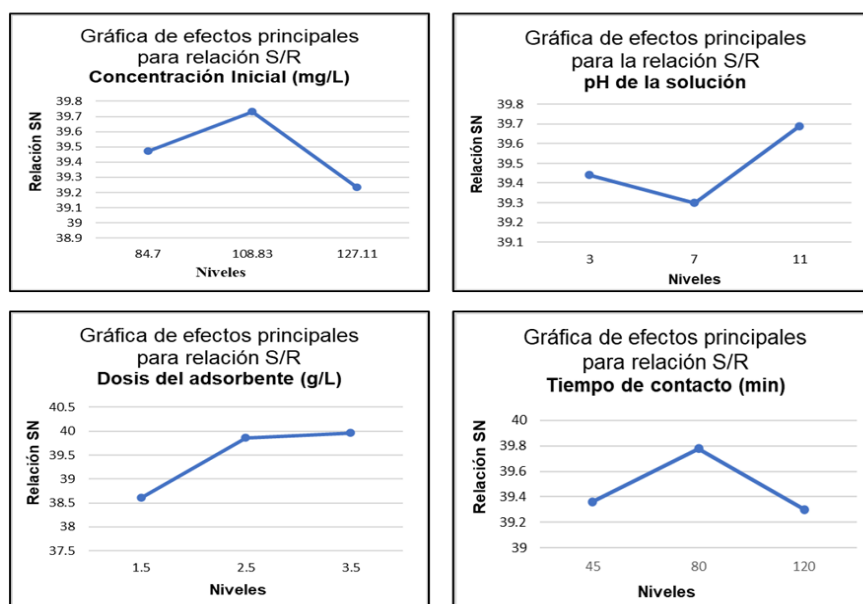 Gráfica de efectos principales
para relación S/R
Concentración Inicial (mg/L)
Relación SN
39.8
39.7
39.6
39.5
39.4
39.3
39.2
39.1
39
38.9
84.7 108.83 127.11
Niveles
Gráfica de efectos principales
para la relación S/R
pH de la solución
Relación SN
39.8
39.7
39.6
39.5
39.4
39.3
39.2
39.1
3 7 11
Niveles
Gráfica de efectos principales
para relación S/R
Dosis del adsorbente (g/L)
Relación SN
40.5
40
39.5
39
38.5
38
37.5
1.5 2.5 3.5
Niveles
Gráfica de efectos principales
para relación S/R
Tiempo de contacto (min)
Relación SN
40
39.8
39.6
39.4
39.2
39
45 80 120
Niveles